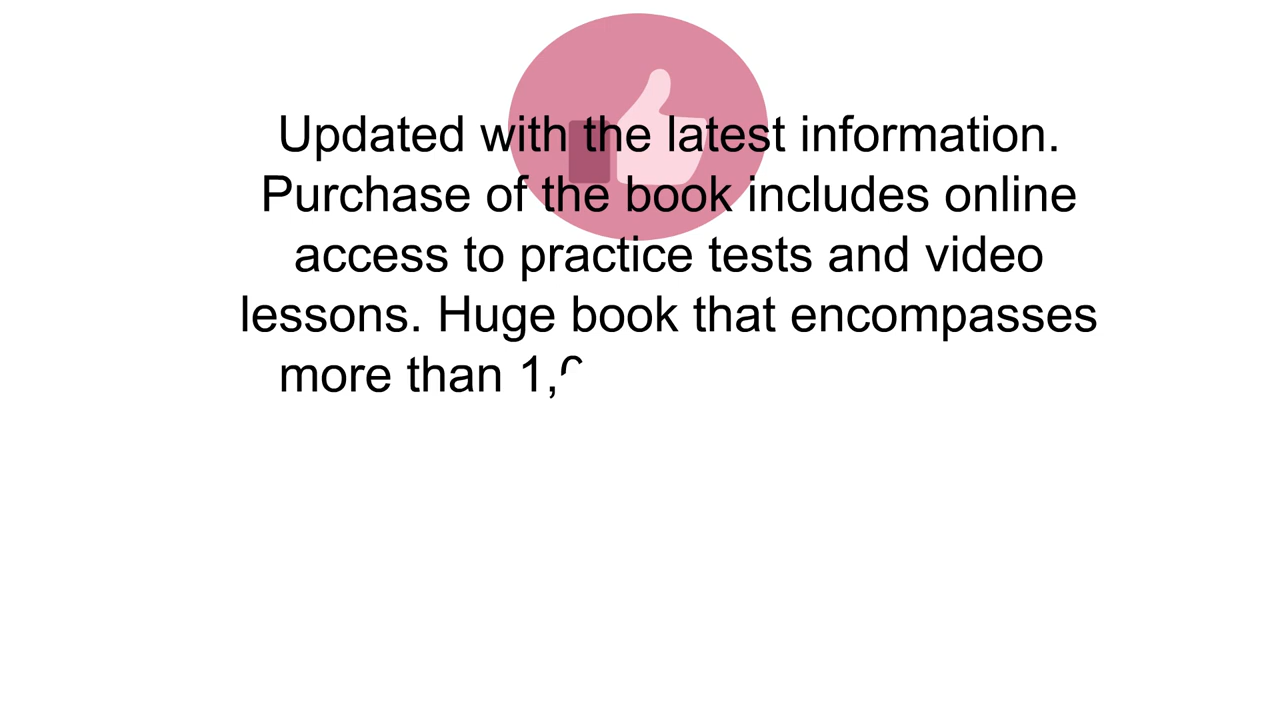 Updated with the latest information.
Purchase of the book includes online
access to practice tests and video
lessons. Huge book that encompasses
more than